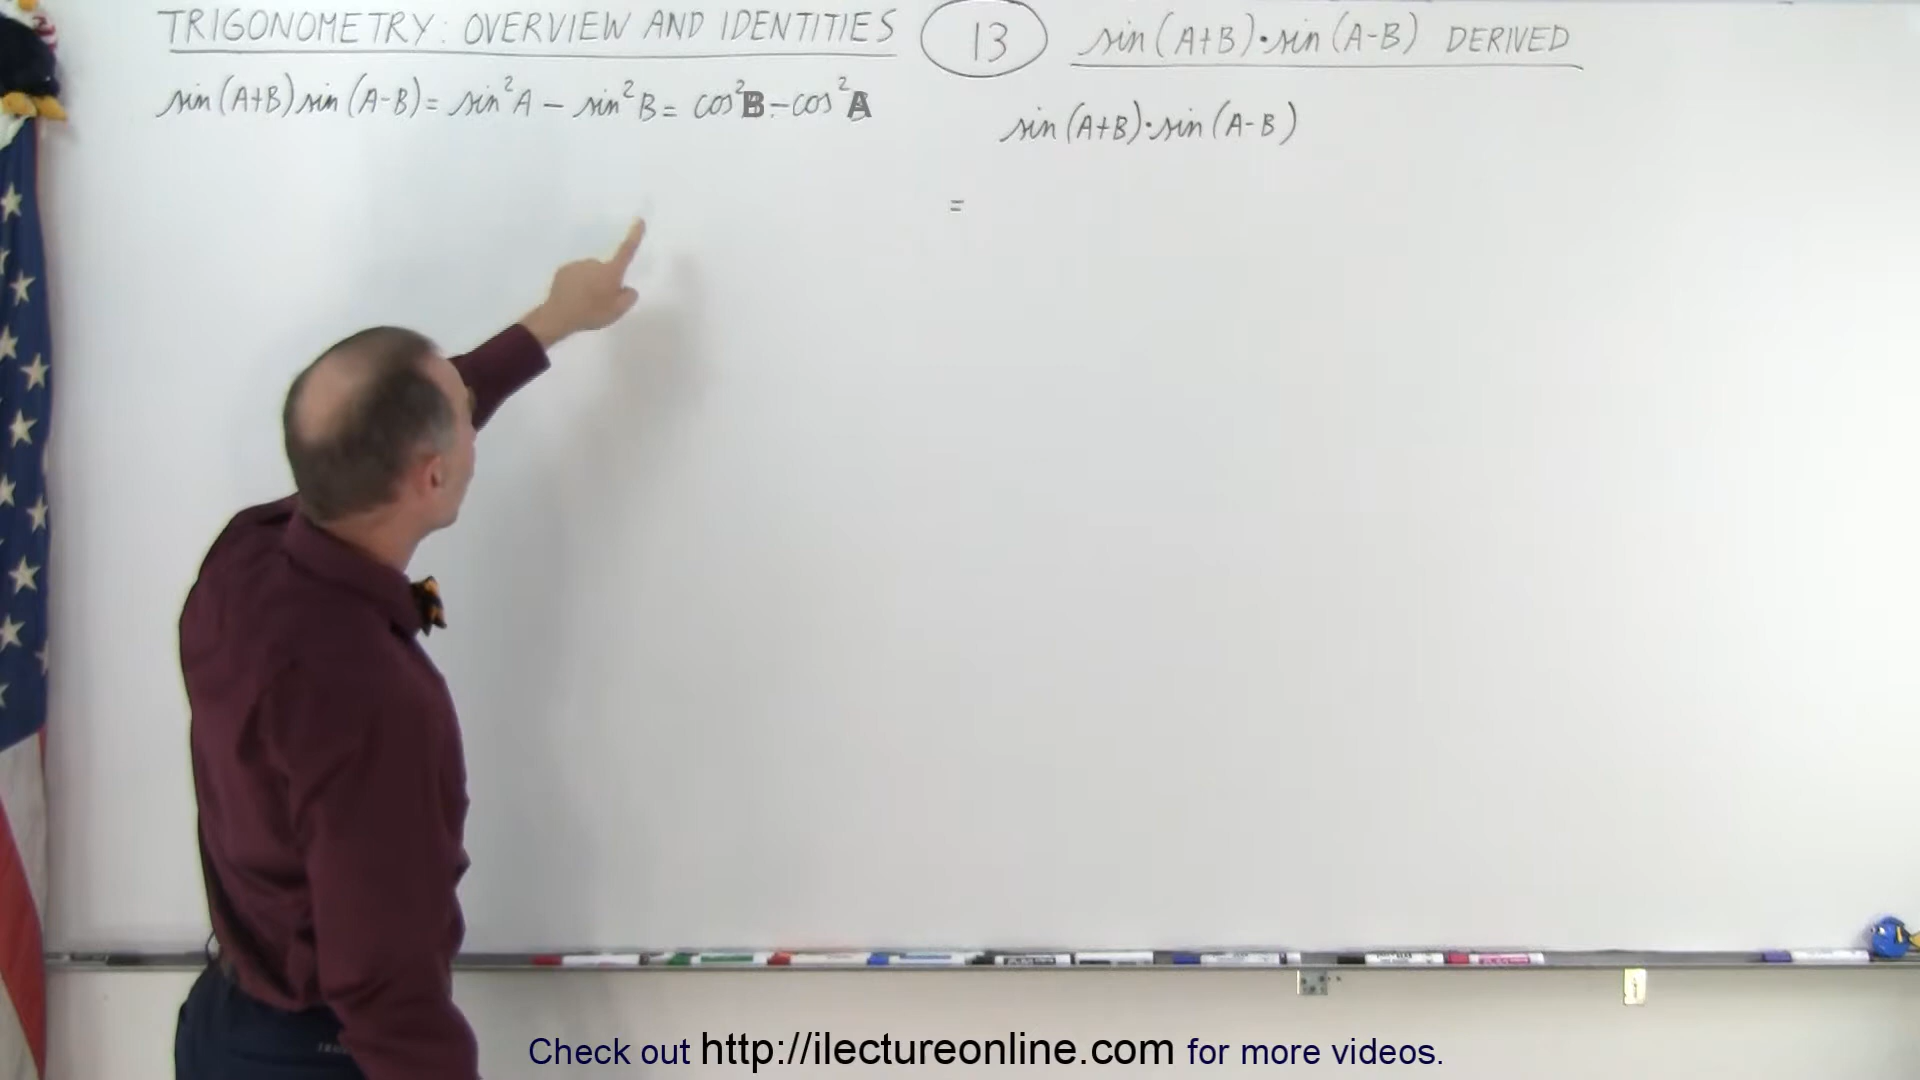 TRIGONOMETRY: OVERVIEW AND IDENTITIES
sin(A+B)sin(A-B) = sin²A - sin²B = cos²B - cos²A
13
sin(A+B)·sin(A-B) DERIVED
sin(A+B)·sin(A-B)
=
Check out http://ilectureonline.com for more videos.